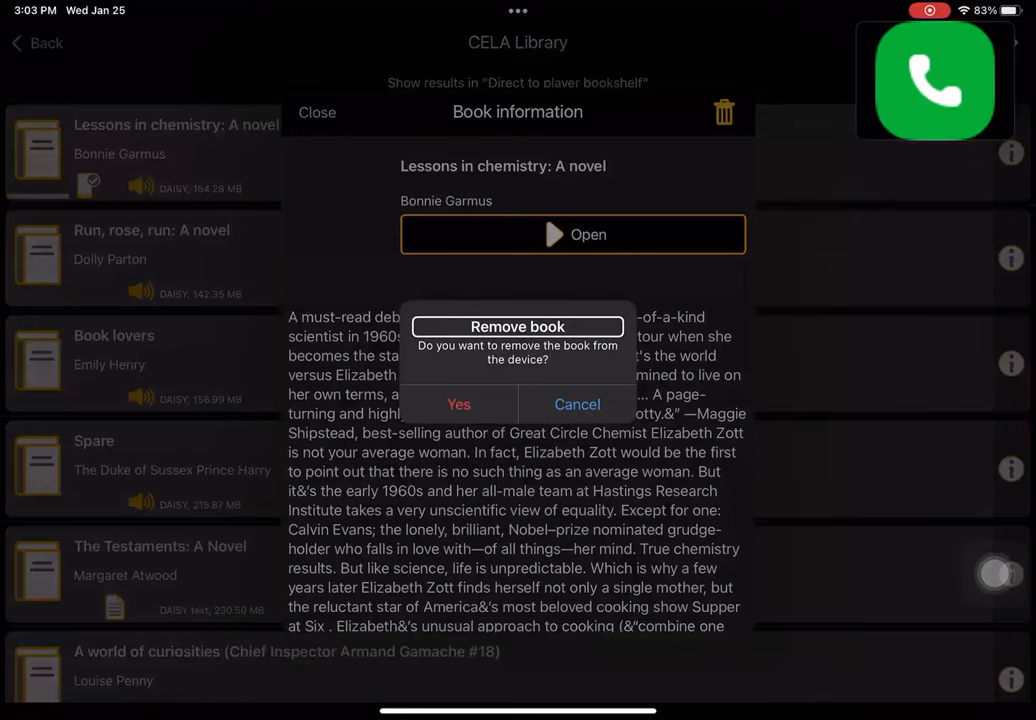 3:03 PM Wed Jan 25
83%
Back
CELA Library
Show results in "Direct to player bookshelf"
Close
Book information
Lessons in chemistry: A novel
Bonnie Garmus
DAISY, 164.28 MB
Run, rose, run: A novel
Dolly Parton
DAISY, 142.35 MB
Book lovers
Emily Henry
DAISY, 156.99 MB
Spare
The Duke of Sussex Prince Harry
DAISY, 215.87 MB
The Testaments: A Novel
Margaret Atwood
DAISY text, 230.50 MB
A world of curiosities (Chief Inspector Armand Gamache #18)
Louise Penny
Lessons in chemistry: A novel
Bonnie Garmus
Open
A must-read deb -of-a-kind
scientist in 1960s tour when she
becomes the sta 's the world
versus Elizabeth mined to live on
her own terms, a ... A page-
turning and highl otty.&” —Maggie
Shipstead, best-selling author of Great Circle Chemist Elizabeth Zott
is not your average woman. In fact, Elizabeth Zott would be the first
to point out that there is no such thing as an average woman. But
it&’s the early 1960s and her all-male team at Hastings Research
Institute takes a very unscientific view of equality. Except for one:
Calvin Evans; the lonely, brilliant, Nobel–prize nominated grudge-
holder who falls in love with—of all things—her mind. True chemistry
results. But like science, life is unpredictable. Which is why a few
years later Elizabeth Zott finds herself not only a single mother, but
the reluctant star of America&’s most beloved cooking show Supper
at Six . Elizabeth&’s unusual approach to cooking (&“combine one
Remove book
Do you want to remove the book from
the device?
Yes
Cancel